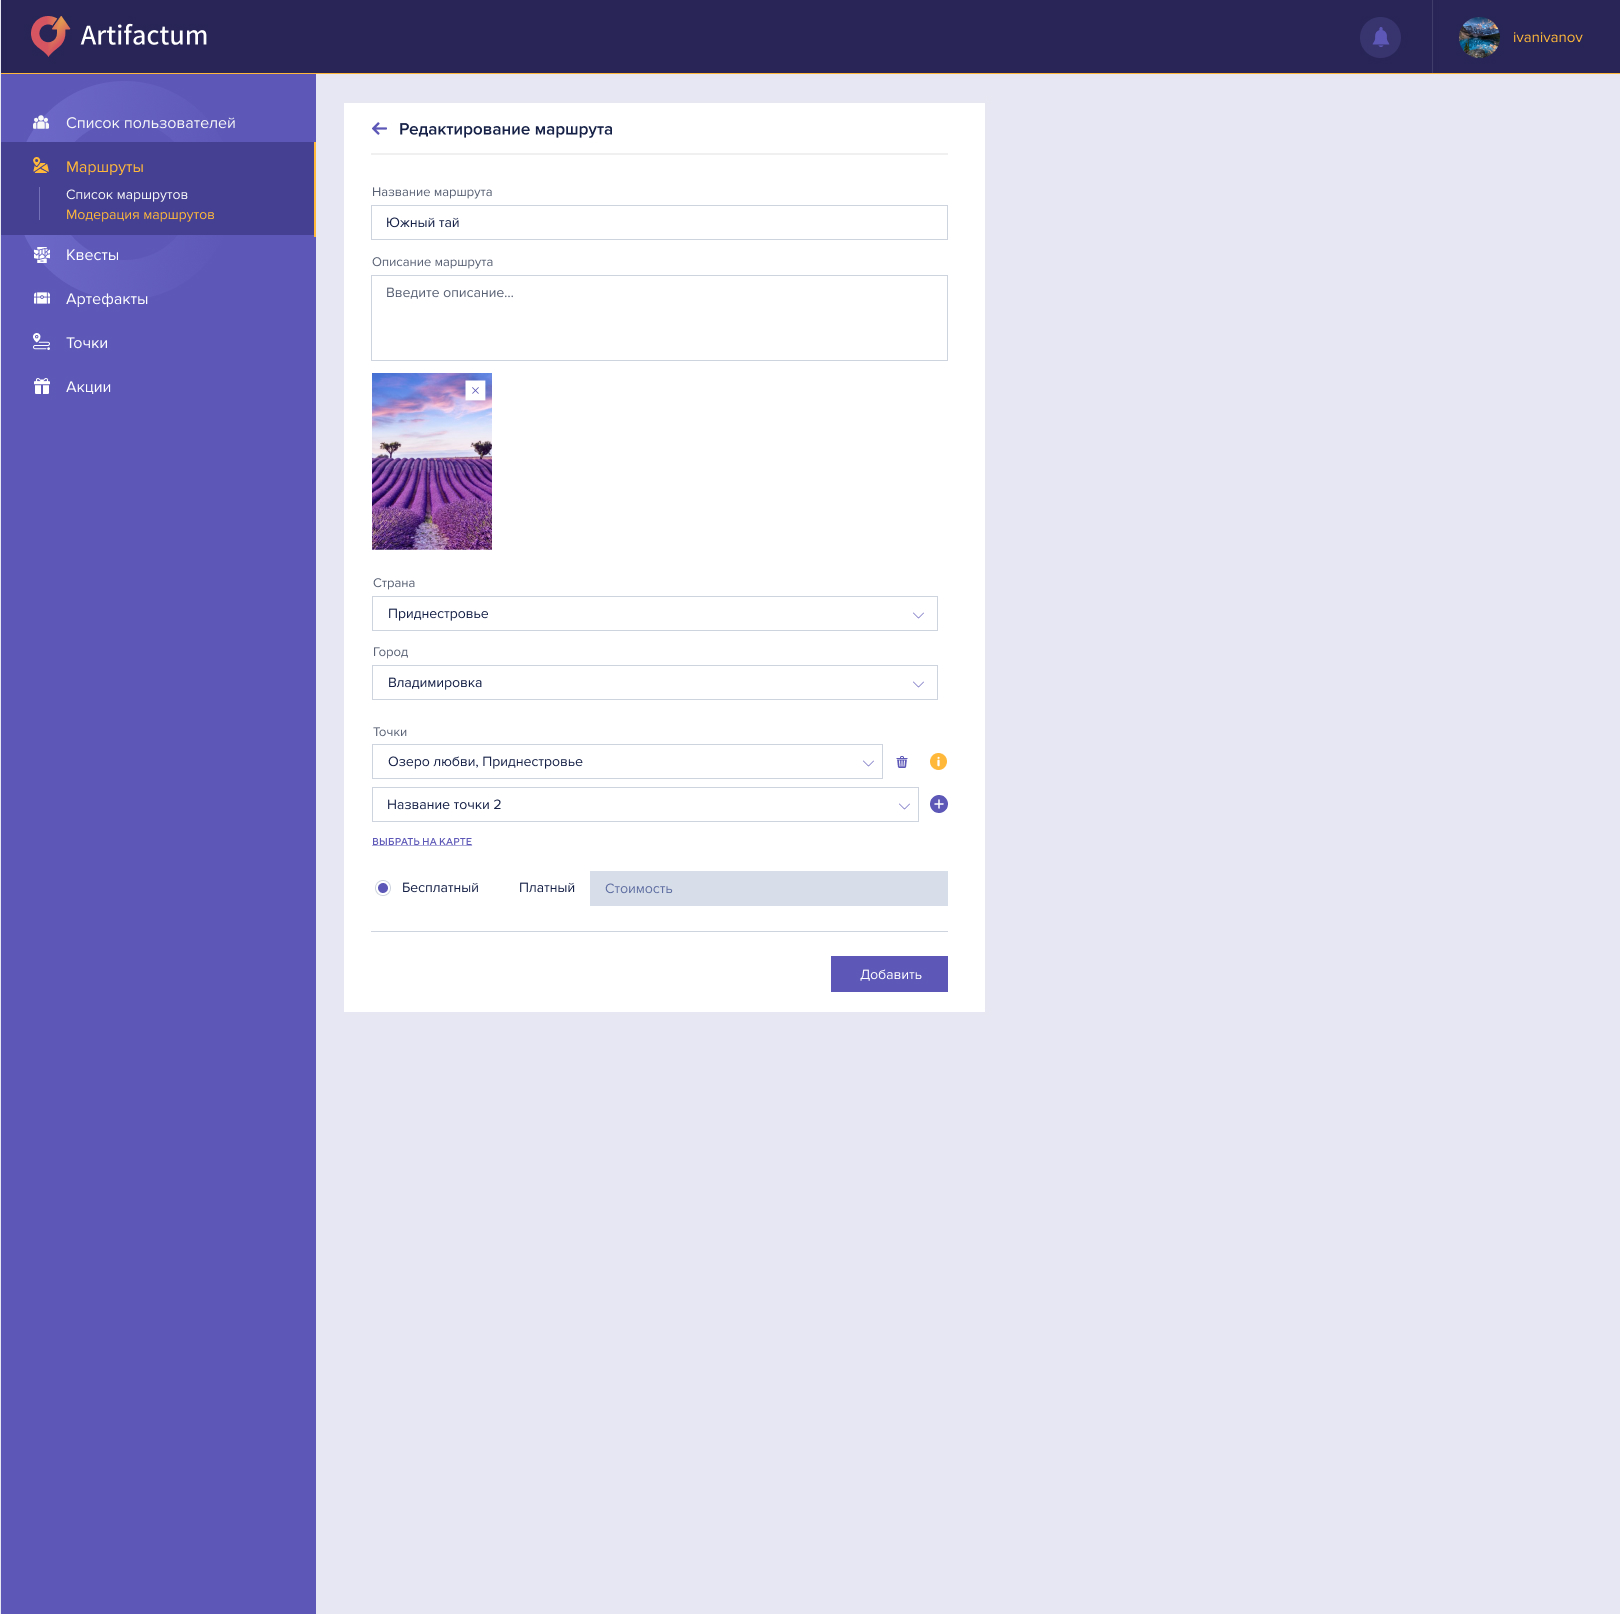 Artifactum
ivanivanov
Список пользователей
Маршруты
Список маршрутов
Модерация маршрутов
Квесты
Артефакты
Точки
Акции
Редактирование маршрута
Название маршрута
Южный тай
Описание маршрута
Введите описание...
Страна
Приднестровье
Город
Владимировка
Точки
Озеро любви, Приднестровье
Название точки 2
ВЫБРАТЬ НА КАРТЕ
Бесплатный Платный Стоимость
Добавить